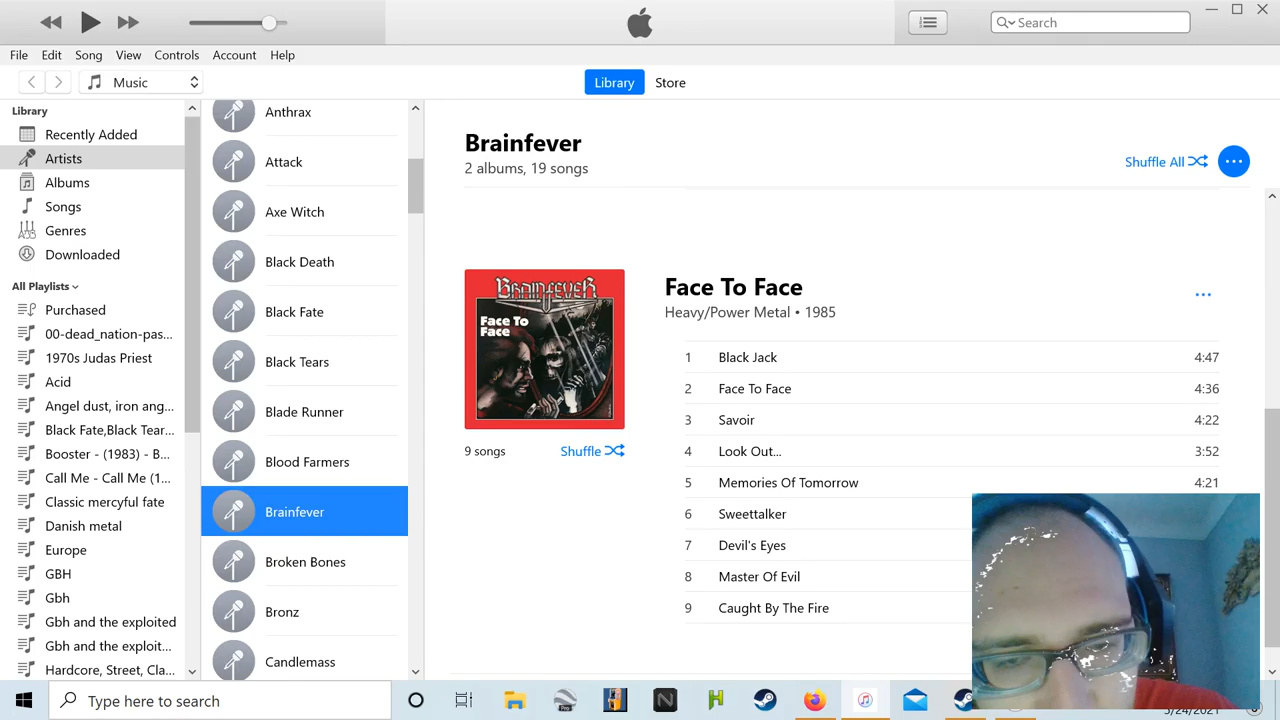 Search
File Edit Song View Controls Account Help
Music
Library Store
Library
Recently Added
Artists
Albums
Songs
Genres
Downloaded
All Playlists
Purchased
00-dead_nation-pas...
1970s Judas Priest
Acid
Angel dust, iron ang...
Black Fate,Black Tear...
Booster - (1983) - B...
Call Me - Call Me (1...
Classic mercyful fate
Danish metal
Europe
GBH
Gbh
Gbh and the exploited
Gbh and the exploit...
Hardcore, Street, Cla...
Anthrax
Attack
Axe Witch
Black Death
Black Fate
Black Tears
Blade Runner
Blood Farmers
Brainfever
Broken Bones
Bronz
Candlemass
Brainfever
2 albums, 19 songs
Shuffle All
BRAINFEVER
Face To
Face
9 songs Shuffle
Face To Face
Heavy/Power Metal • 1985
1 Black Jack 4:47
2 Face To Face 4:36
3 Savoir 4:22
4 Look Out... 3:52
5 Memories Of Tomorrow 4:21
6 Sweettalker
7 Devil's Eyes
8 Master Of Evil
9 Caught By The Fire
Type here to search